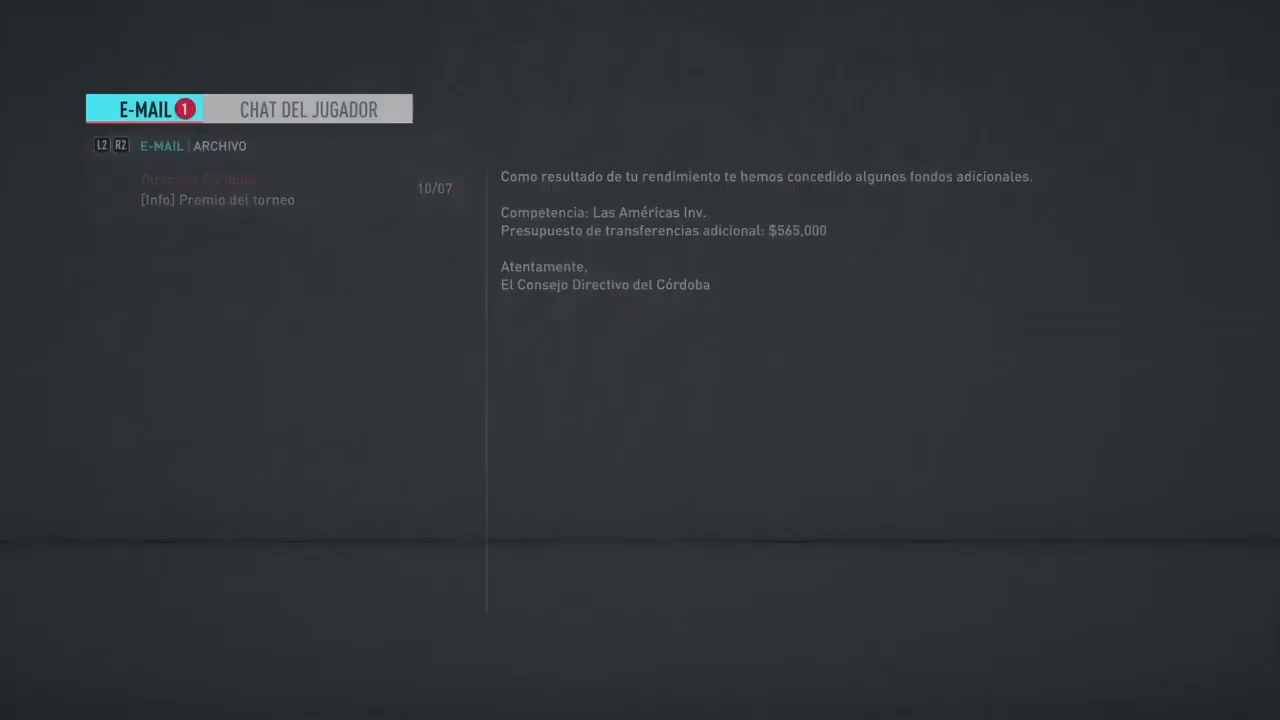 E-MAIL 1 CHAT DEL JUGADOR
L2 R2 E-MAIL | ARCHIVO
10/07
[Info] Premio del torneo
Como resultado de tu rendimiento te hemos concedido algunos fondos adicionales.
Competencia: Las Américas Inv.
Presupuesto de transferencias adicional: $565,000
Atentamente,
El Consejo Directivo del Córdoba